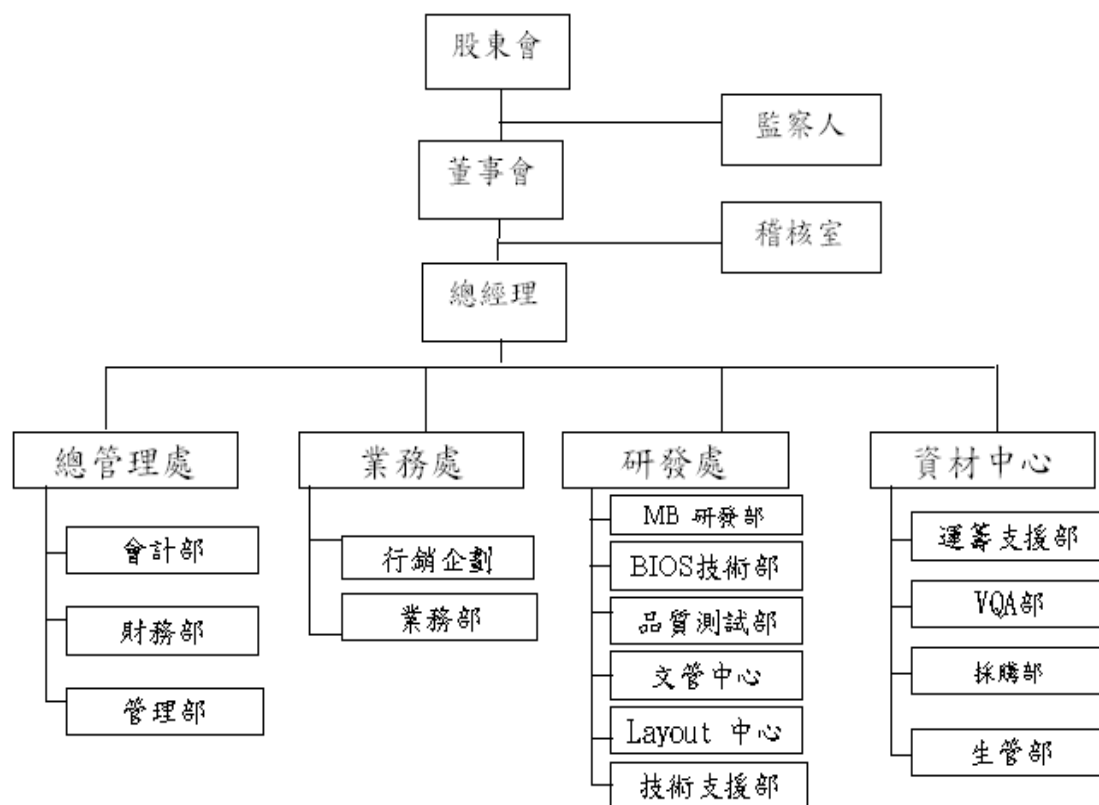 股東會
監察人
董事會
稽核室
總經理
總管理處
業務處
研發處
資材中心
會計部
財務部
管理部
行銷企劃
業務部
MB 研發部
BIOS技術部
品質測試部
文管中心
Layout 中心
技術支援部
運籌支援部
VQA部
採購部
生管部